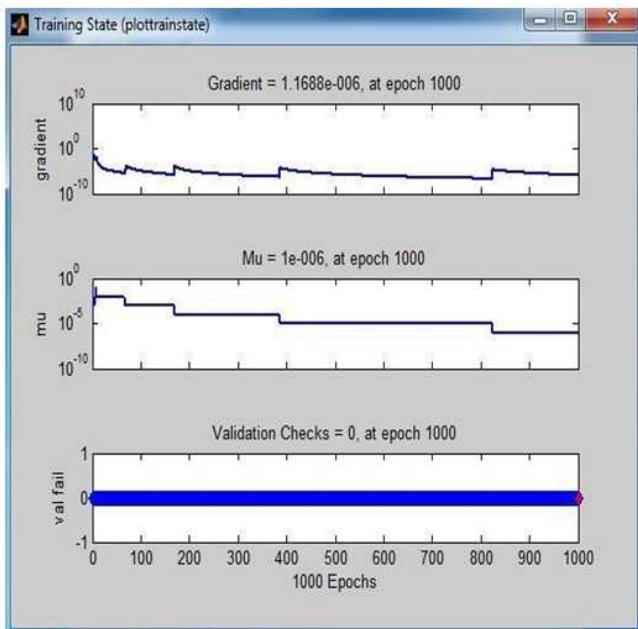 Training State (plottrainstate)
Gradient = 1.1688e-006, at epoch 1000
10^10
10^0
10^-10
gradient
Mu = 1e-006, at epoch 1000
10^0
10^-5
10^-10
mu
Validation Checks = 0, at epoch 1000
1
0
-1
val fail
0 100 200 300 400 500 600 700 800 900 1000
1000 Epochs